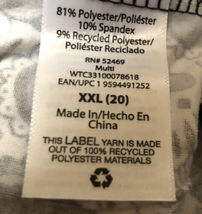 81% Polyester/Poliéster
10% Spandex
9% Recycled Polyester/
Poliéster Reciclado
RN# 52469
Multi
WTC33100078618
EAN/UPC 1 9594491252
XXL (20)
Made In/Hecho En
China
THIS LABEL YARN IS MADE
OUT OF 100% RECYCLED
POLYESTER MATERIALS